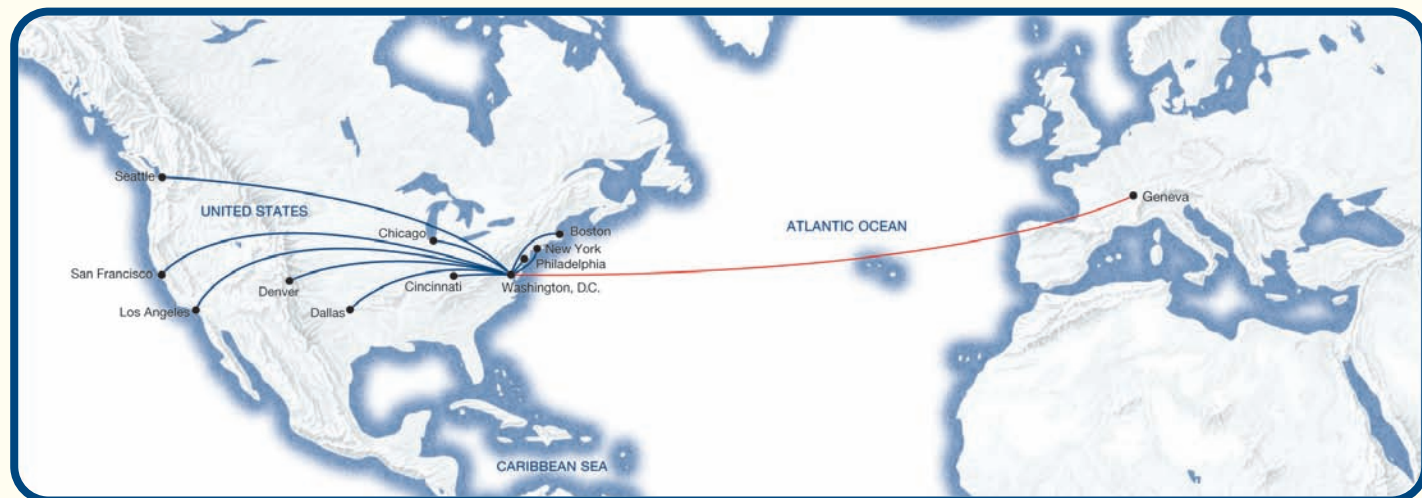 Seattle
UNITED STATES
Chicago
Boston
New York
Philadelphia
San Francisco
Denver
Cincinnati
Washington, D.C.
Los Angeles
Dallas
ATLANTIC OCEAN
Geneva
CARIBBEAN SEA